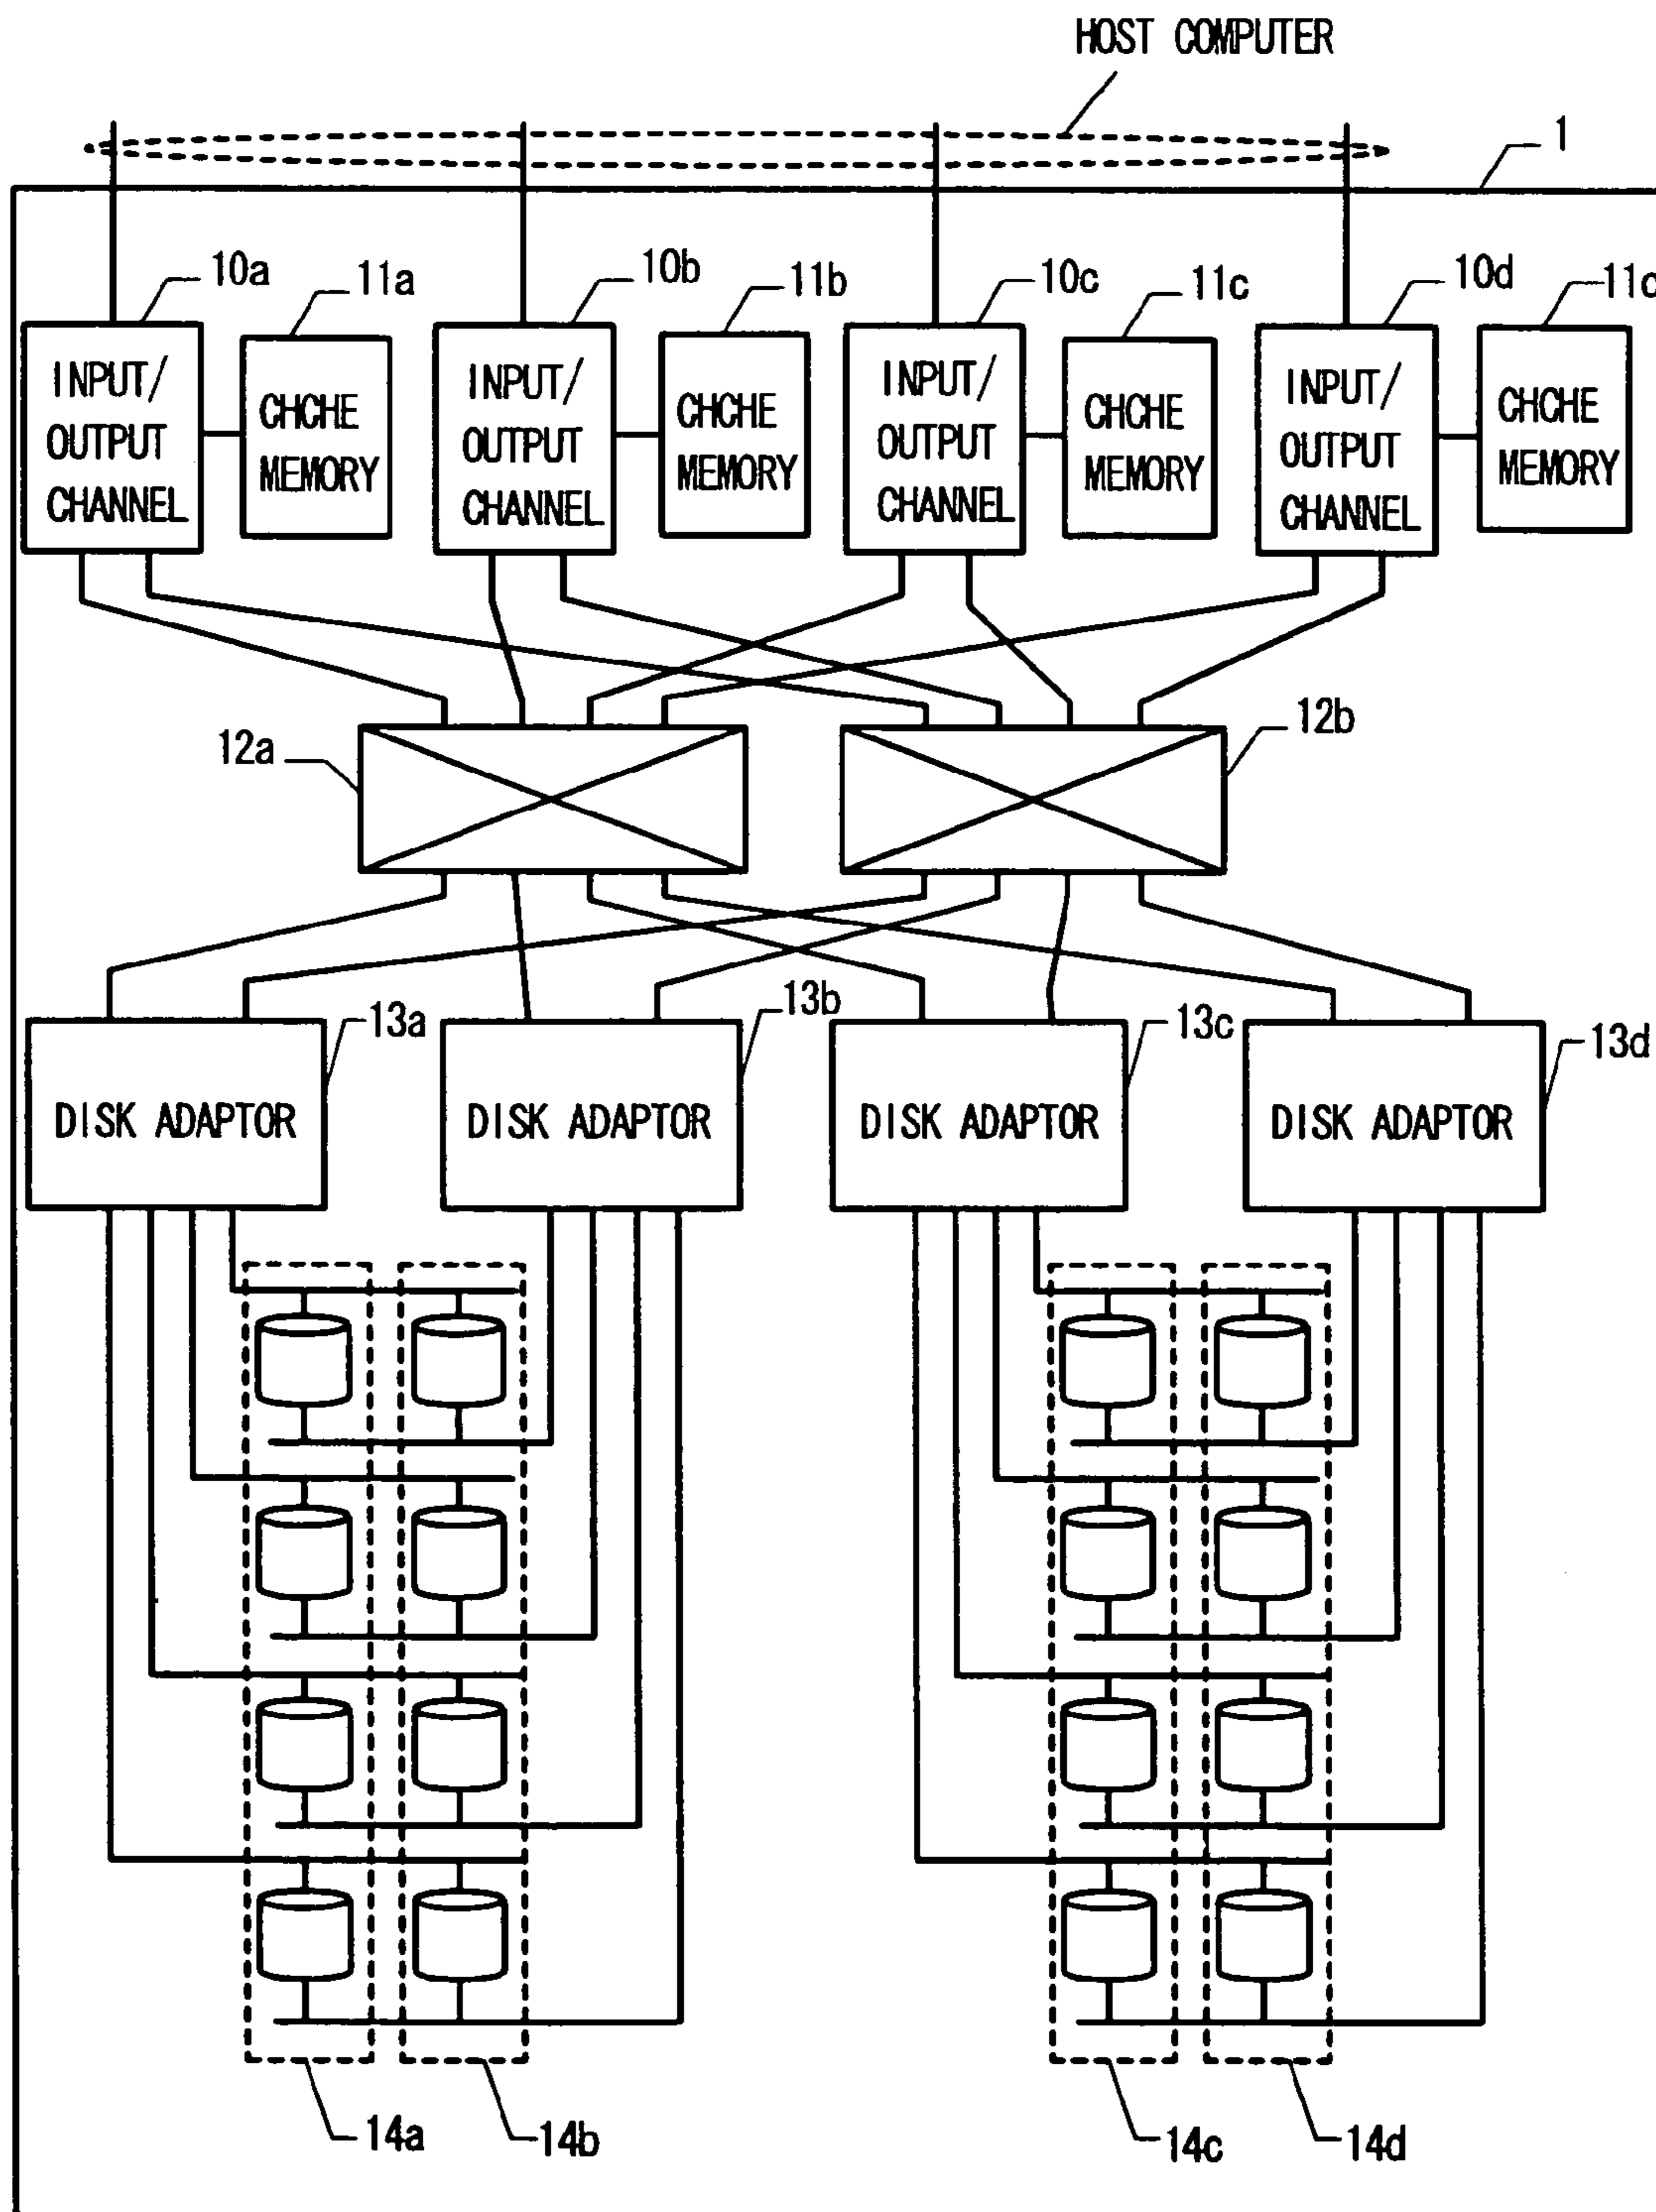 HOST COMPUTER
1
10a
11a
10b
11b
10c
11c
10d
INPUT/
OUTPUT
CHANNEL
CHCHE
MEMORY
INPUT/
OUTPUT
CHANNEL
CHCHE
MEMORY
INPUT/
OUTPUT
CHANNEL
CHCHE
MEMORY
INPUT/
OUTPUT
CHANNEL
CHCHE
MEMORY
12a
12b
13a
13b
13c
13d
DISK ADAPTOR
DISK ADAPTOR
DISK ADAPTOR
DISK ADAPTOR
14a
14b
14c
14d